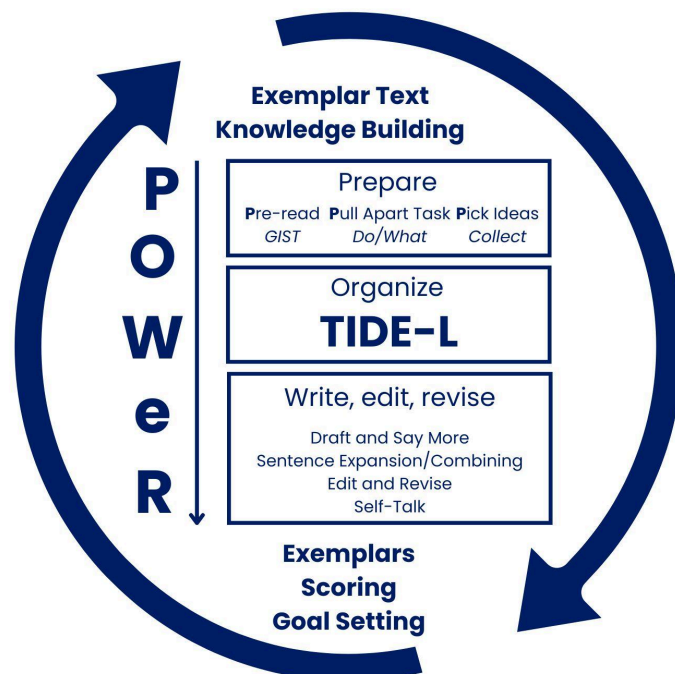 Exemplar Text
Knowledge Building
P
O
W
e
R
Prepare
Pre-read Pull Apart Task Pick Ideas
GIST Do/What Collect
Organize
TIDE-L
Write, edit, revise
Draft and Say More
Sentence Expansion/Combining
Edit and Revise
Self-Talk
Exemplars
Scoring
Goal Setting